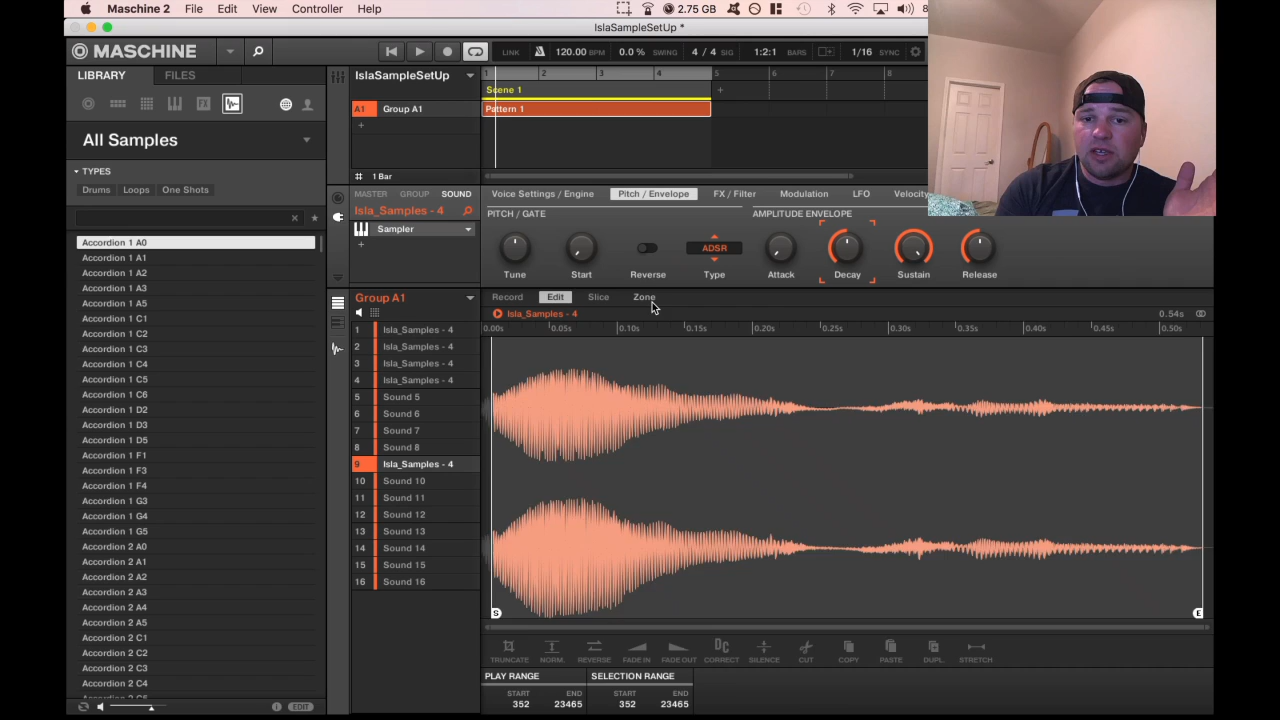 Maschine 2 File Edit View Controller Help 2.75 GB
IslaSampleSetUp *
MASCHINE LINK 120.00 BPM 0.0 % SWING 4 / 4 SIG 1:2:1 BARS 1/16 SYNC
LIBRARY FILES
All Samples
TYPES
Drums Loops One Shots
Accordion 1 A0
Accordion 1 A1
Accordion 1 A2
Accordion 1 A3
Accordion 1 A5
Accordion 1 C1
Accordion 1 C2
Accordion 1 C3
Accordion 1 C4
Accordion 1 C5
Accordion 1 C6
Accordion 1 D2
Accordion 1 D3
Accordion 1 D5
Accordion 1 F1
Accordion 1 F3
Accordion 1 F4
Accordion 1 G3
Accordion 1 G4
Accordion 1 G5
Accordion 2 A0
Accordion 2 A1
Accordion 2 A2
Accordion 2 A3
Accordion 2 A4
Accordion 2 A5
Accordion 2 C1
Accordion 2 C2
Accordion 2 C3
Accordion 2 C4
EDIT
IslaSampleSetUp 1 2 3 4 5 6 7 8
Scene 1 +
A1 Group A1 Pattern 1
+
# 1 Bar
MASTER GROUP SOUND Voice Settings / Engine Pitch / Envelope FX / Filter Modulation LFO Velocity
Isla_Samples - 4 PITCH / GATE AMPLITUDE ENVELOPE
Sampler
+ ADSR
Tune Start Reverse Type Attack Decay Sustain Release
Group A1 Record Edit Slice Zone
Isla_Samples - 4 0.54s
0.00s 0.05s 0.10s 0.15s 0.20s 0.25s 0.30s 0.35s 0.40s 0.45s 0.50s
1 Isla_Samples - 4
2 Isla_Samples - 4
3 Isla_Samples - 4
4 Isla_Samples - 4
5 Sound 5
6 Sound 6
7 Sound 7
8 Sound 8
9 Isla_Samples - 4
10 Sound 10
11 Sound 11
12 Sound 12
13 Sound 13
14 Sound 14
15 Sound 15
16 Sound 16
S E
DC
TRUNCATE NORM. REVERSE FADE IN FADE OUT CORRECT SILENCE CUT COPY PASTE DUPL. STRETCH
PLAY RANGE SELECTION RANGE
START END START END
352 23465 352 23465